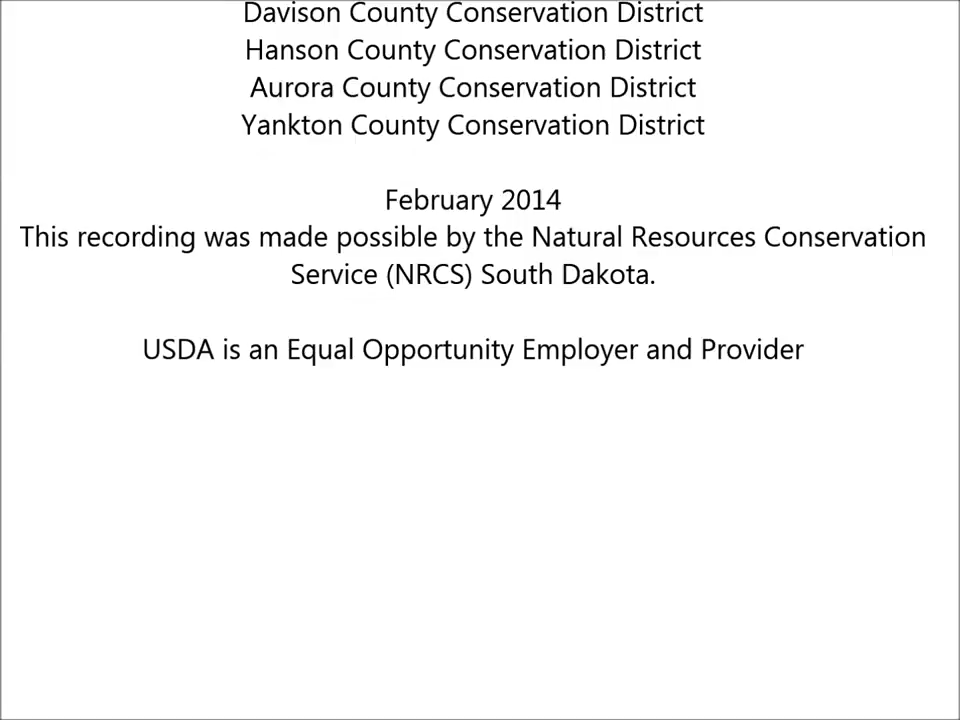 Davison County Conservation District
Hanson County Conservation District
Aurora County Conservation District
Yankton County Conservation District
February 2014
This recording was made possible by the Natural Resources Conservation
Service (NRCS) South Dakota.
USDA is an Equal Opportunity Employer and Provider